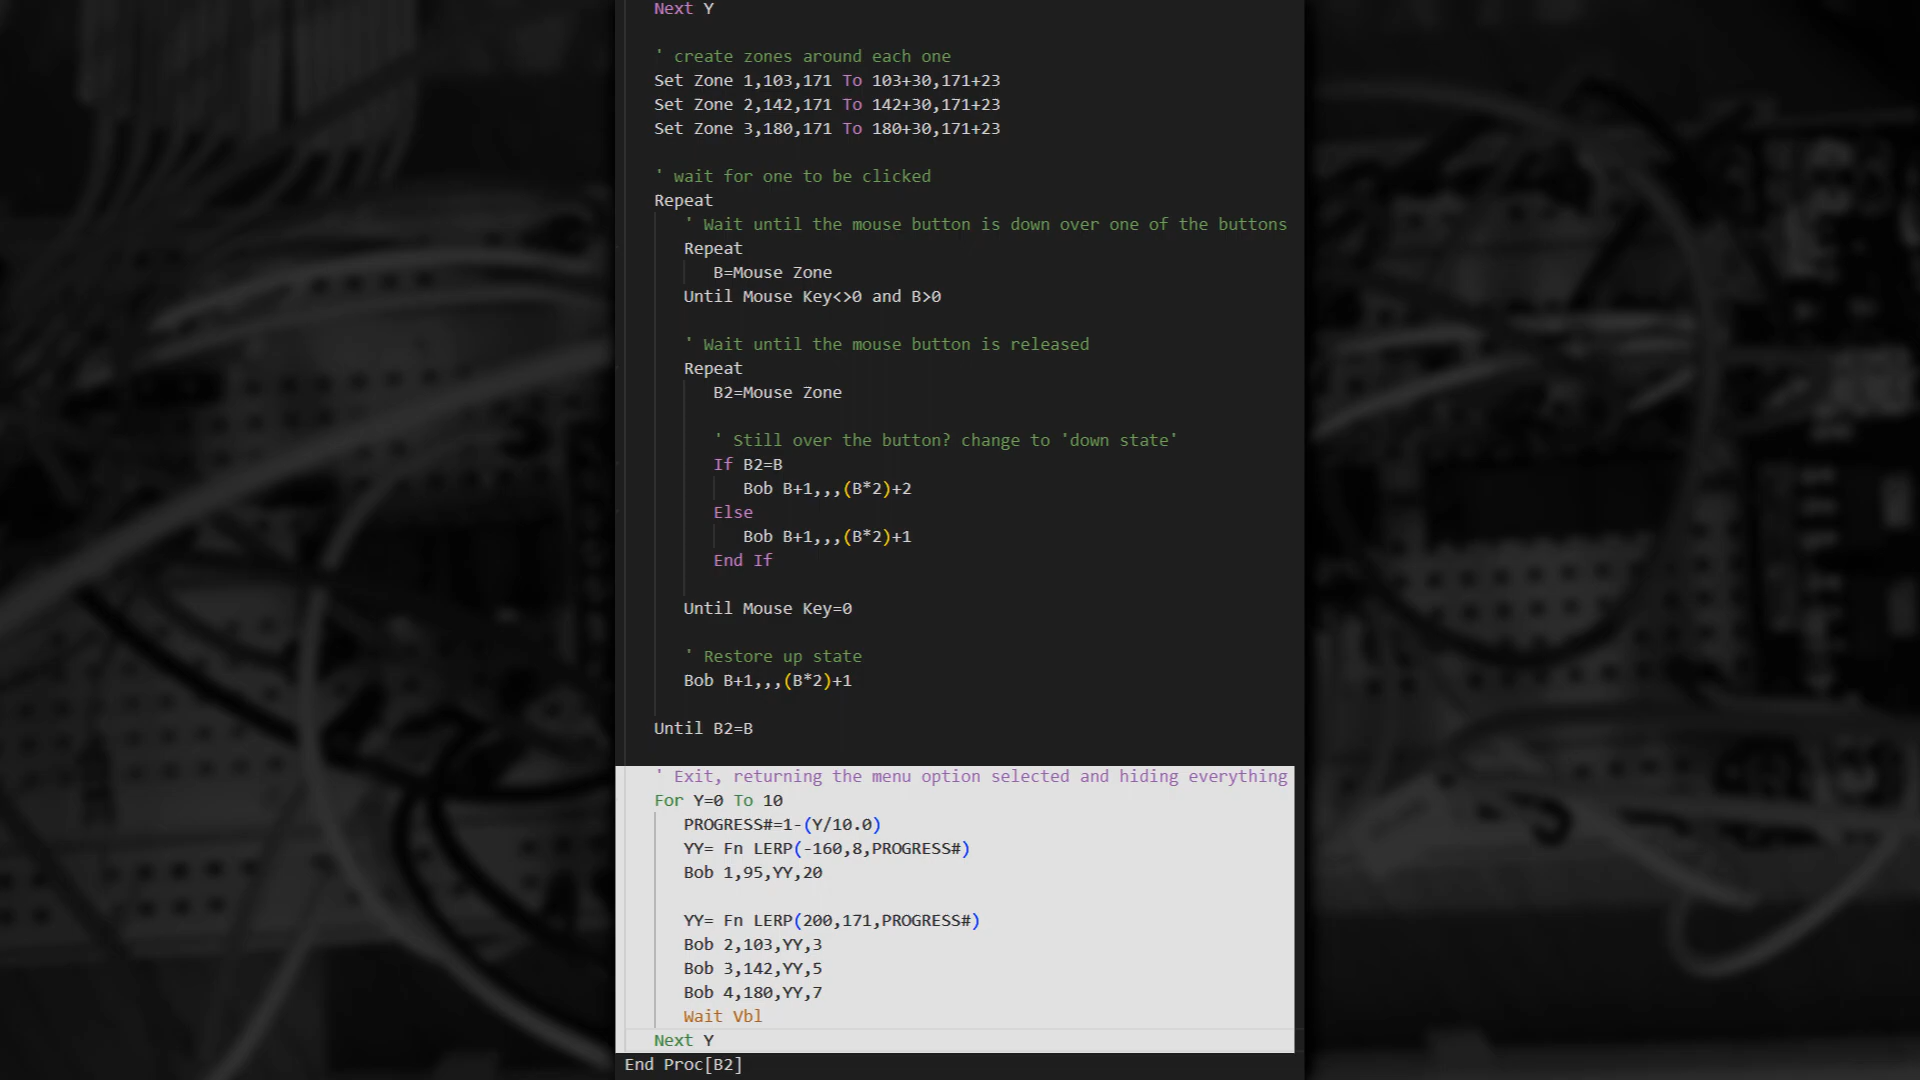 Next Y
' create zones around each one
Set Zone 1,103,171 To 103+30,171+23
Set Zone 2,142,171 To 142+30,171+23
Set Zone 3,180,171 To 180+30,171+23
' wait for one to be clicked
Repeat
' Wait until the mouse button is down over one of the buttons
Repeat
B=Mouse Zone
Until Mouse Key<>0 and B>0
' Wait until the mouse button is released
Repeat
B2=Mouse Zone
' Still over the button? change to 'down state'
If B2=B
Bob B+1,,,(B*2)+2
Else
Bob B+1,,,(B*2)+1
End If
Until Mouse Key=0
' Restore up state
Bob B+1,,,(B*2)+1
Until B2=B
' Exit, returning the menu option selected and hiding everything
For Y=0 To 10
PROGRESS#=1-(Y/10.0)
YY= Fn LERP(-160,8,PROGRESS#)
Bob 1,95,YY,20
YY= Fn LERP(200,171,PROGRESS#)
Bob 2,103,YY,3
Bob 3,142,YY,5
Bob 4,180,YY,7
Wait Vbl
Next Y
End Proc[B2]